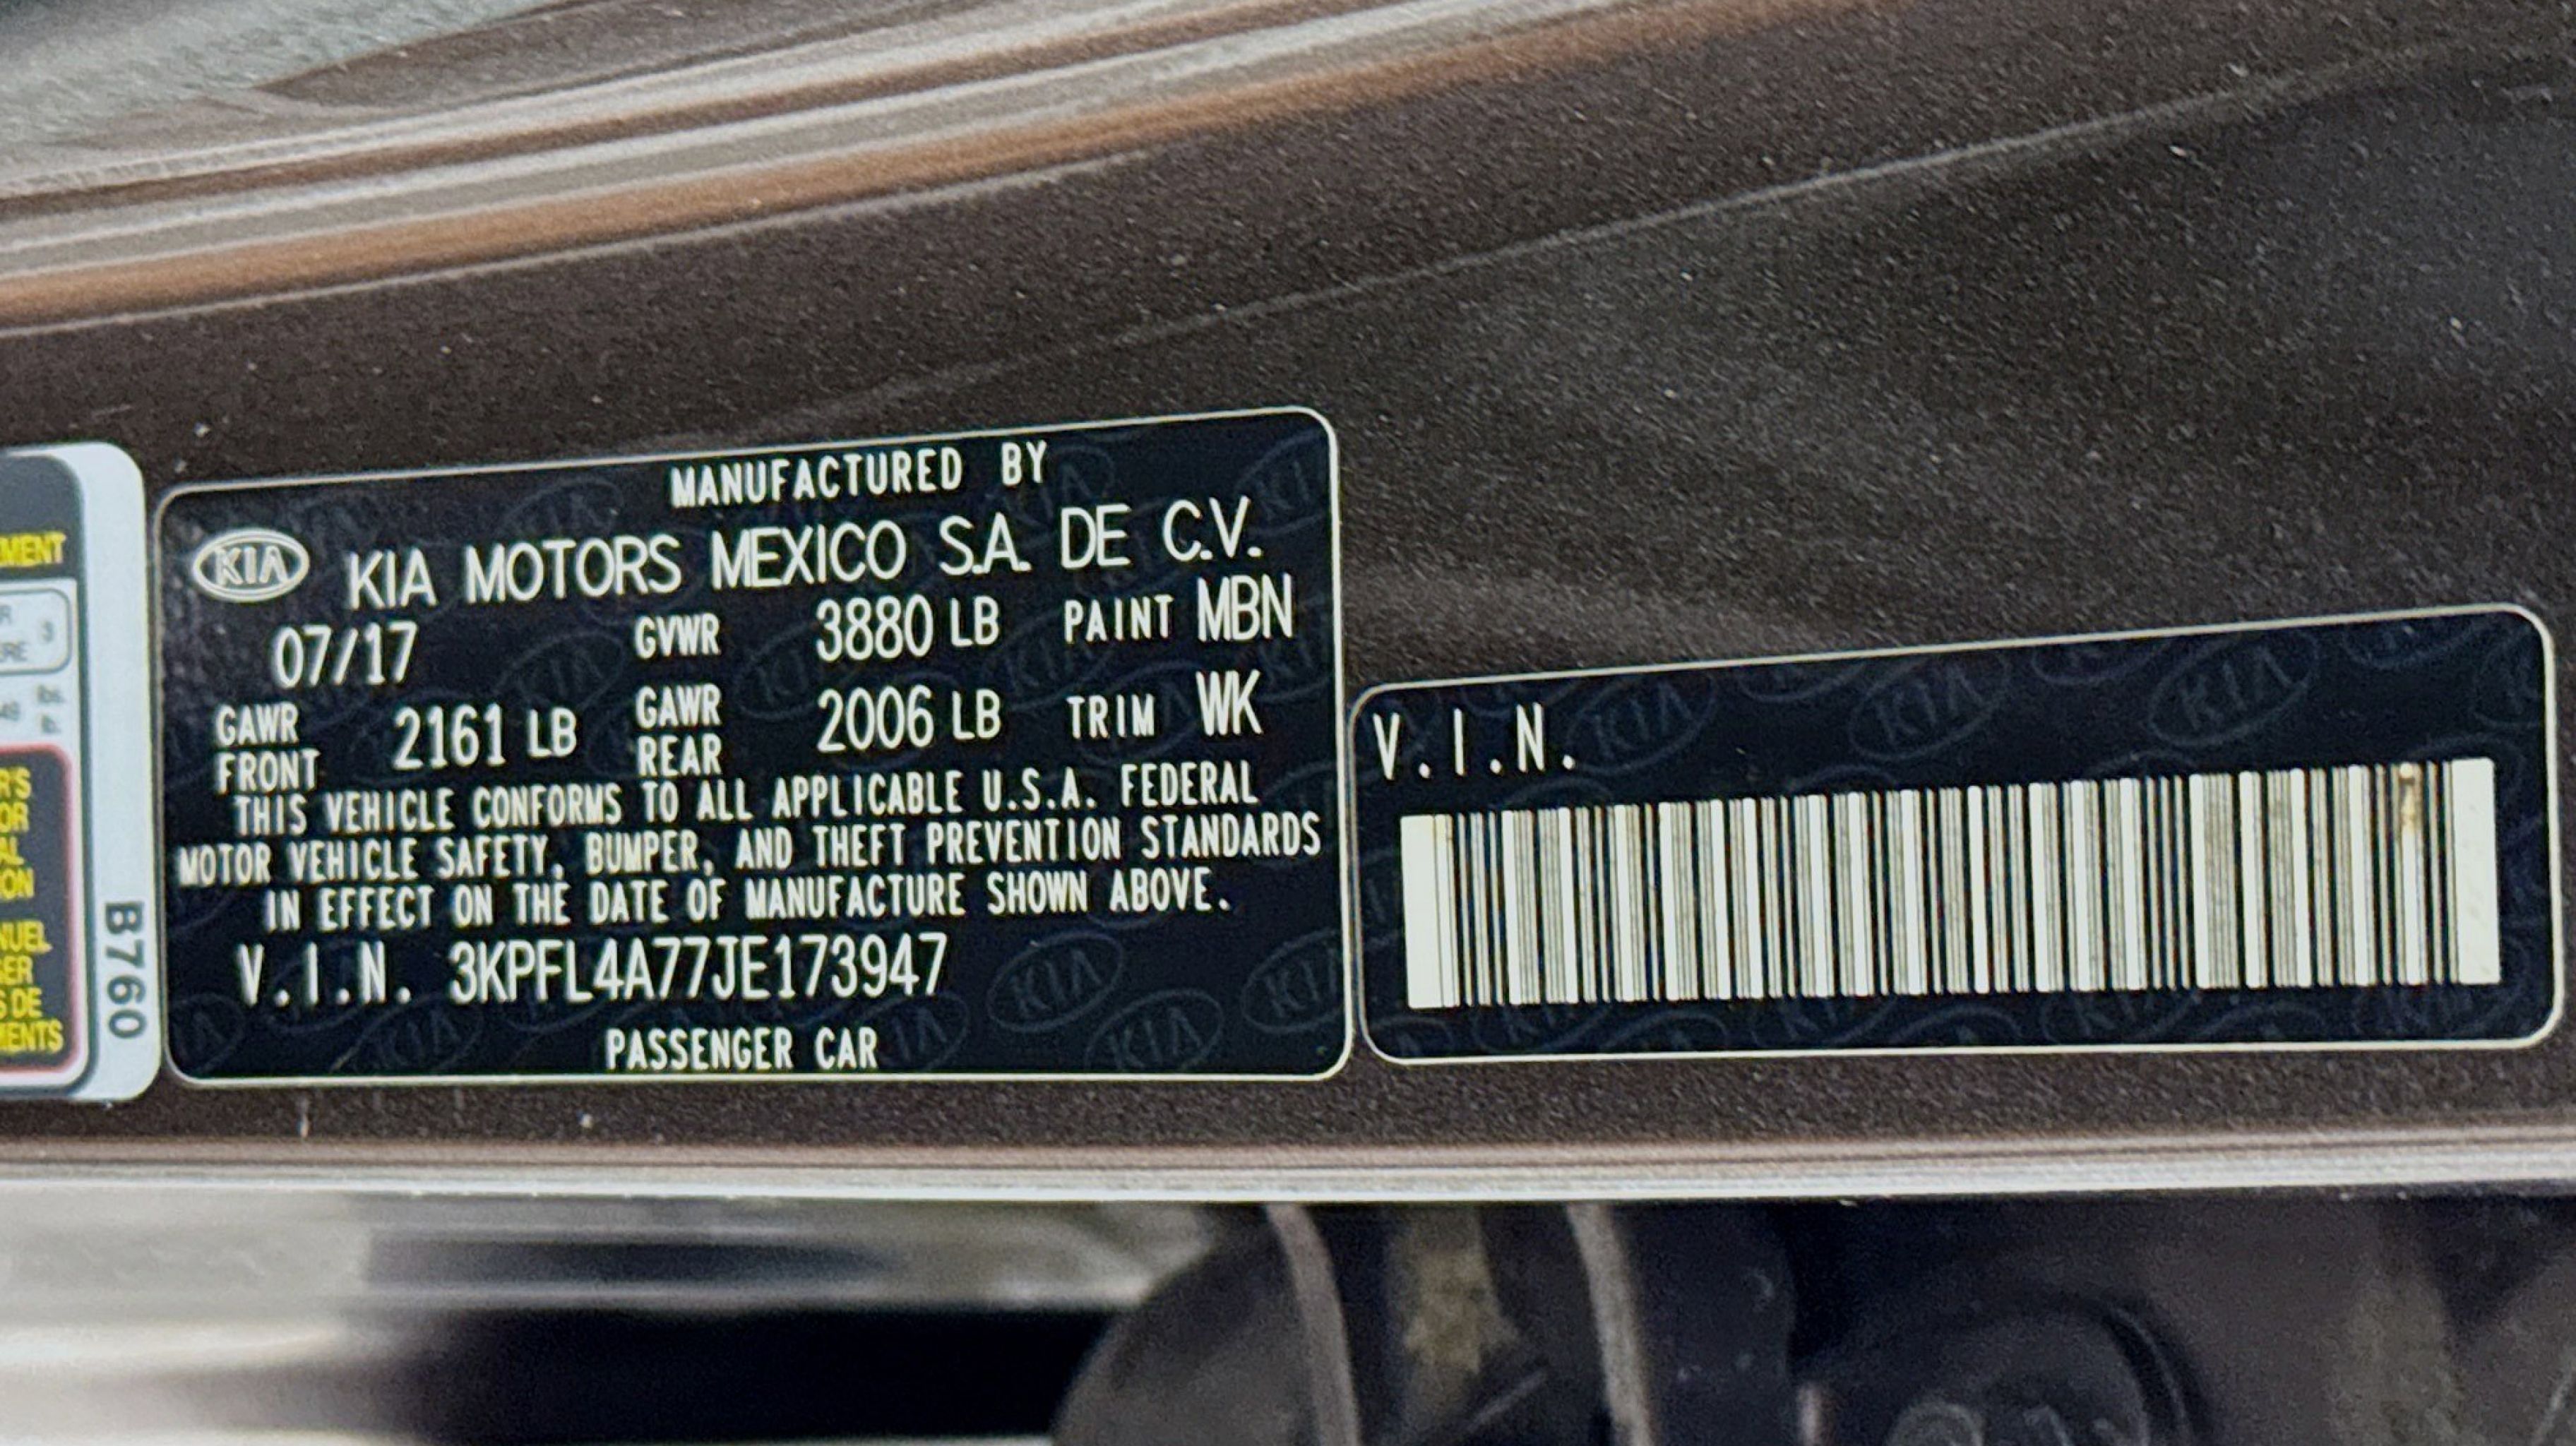 MANUFACTURED BY
KIA KIA MOTORS MEXICO S.A. DE C.V.
07/17 GVWR 3880 LB PAINT MBN
GAWR FRONT 2161 LB GAWR REAR 2006 LB TRIM WK
THIS VEHICLE CONFORMS TO ALL APPLICABLE U.S.A. FEDERAL
MOTOR VEHICLE SAFETY, BUMPER, AND THEFT PREVENTION STANDARDS
IN EFFECT ON THE DATE OF MANUFACTURE SHOWN ABOVE.
V.I.N. 3KPFL4A77JE173947
PASSENGER CAR
V.I.N.
B760